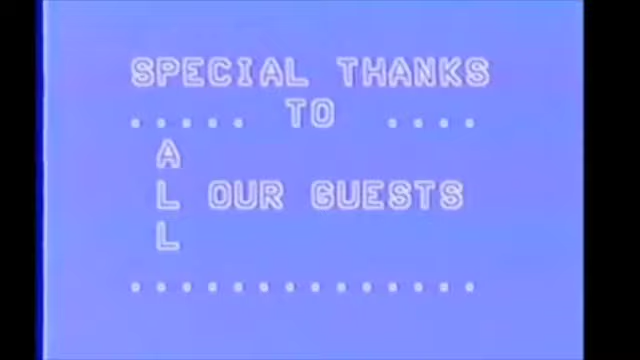 SPECIAL THANKS
..... TO ....
A
L OUR GUESTS
L
..............